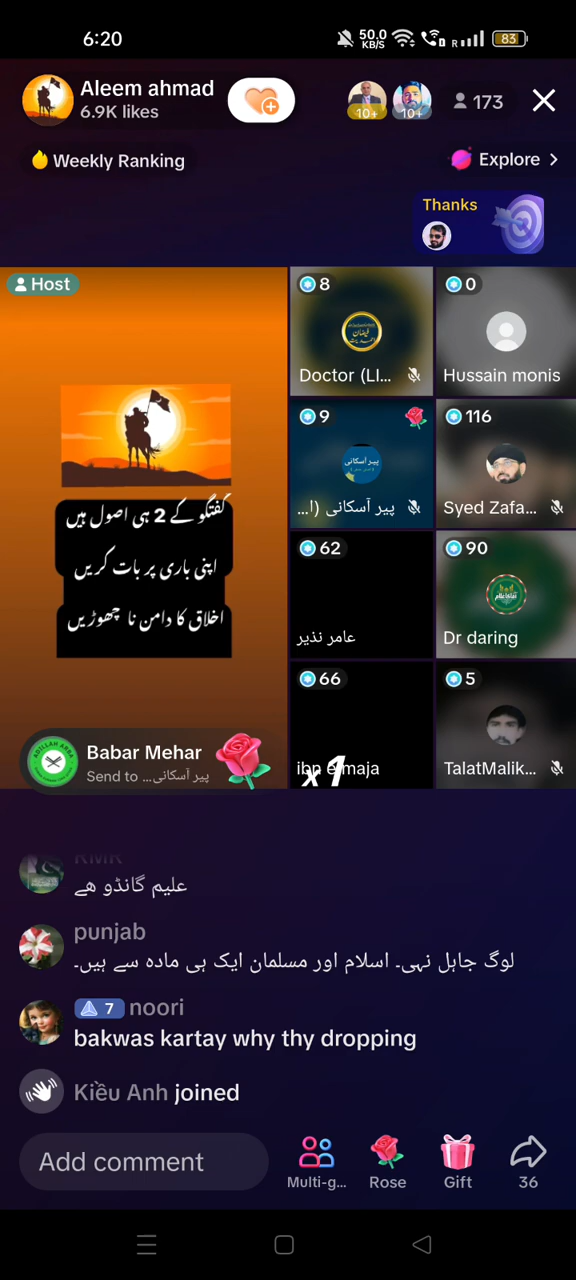 6:20
50.0
KB/S
R
83
Aleem ahmad
6.9K likes
10+
10+
173
Weekly Ranking
Explore
Thanks
Host
گفتگو کے 2 ہی اصول ہیں
اپنی باری پر بات کریں
اخلاق کا دامن نا چھوڑیں
8
Doctor (LI...
0
Hussain monis
9
پیر آسکانی
پیر آسکانی (ا...
116
Syed Zafa...
62
عامر نذیر
90
Dr daring
66
ibn e maja
x1
5
TalatMalik...
Babar Mehar
Send to ...پیر آسکانی
RMR
علیم گانڈو ھے
punjab
لوگ جاہل نہی۔ اسلام اور مسلمان ایک ہی مادہ سے ہیں۔
7 noori
bakwas kartay why thy dropping
Kiều Anh joined
Add comment
Multi-g...
Rose
Gift
36